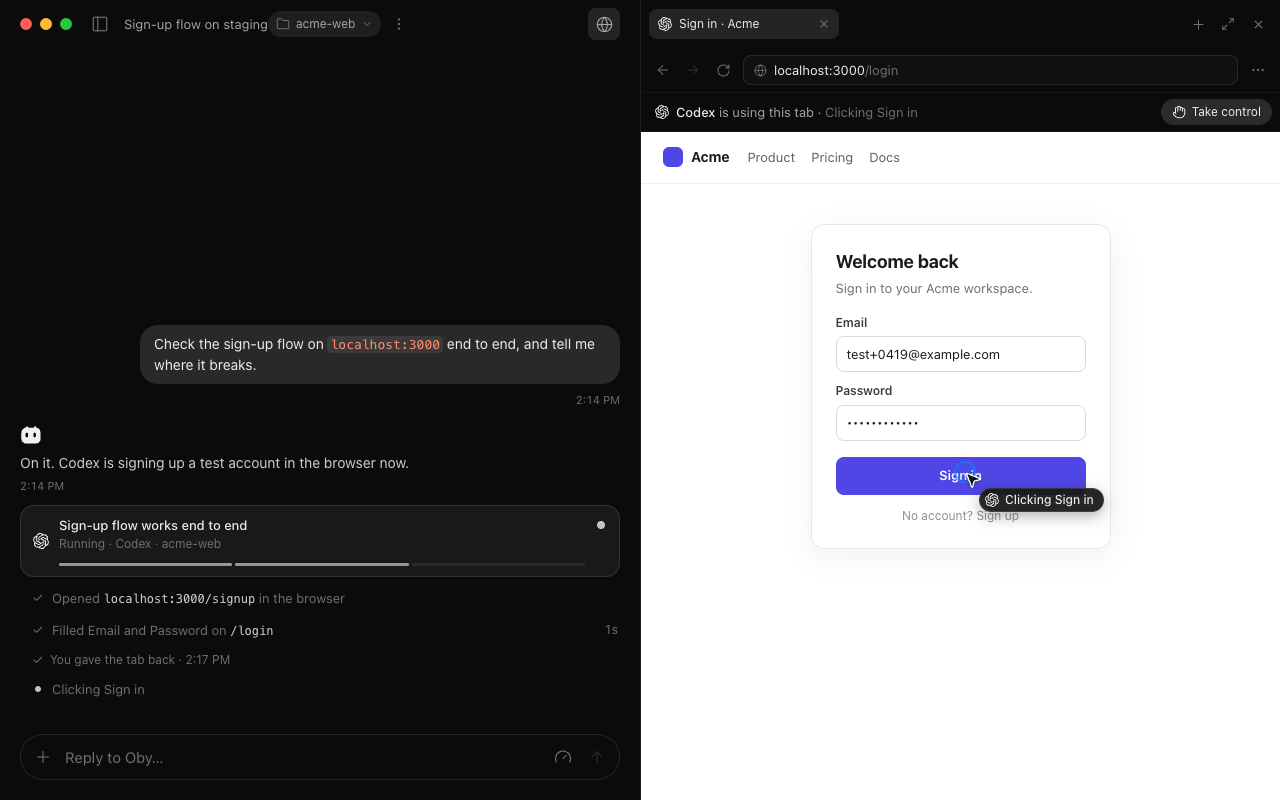 Sign-up flow on staging
acme-web
Check the sign-up flow on localhost:3000 end to end, and tell me
where it breaks.
2:14 PM
On it. Codex is signing up a test account in the browser now.
2:14 PM
Sign-up flow works end to end
Running · Codex · acme-web
Opened localhost:3000/signup in the browser
Filled Email and Password on /login
1s
You gave the tab back · 2:17 PM
Clicking Sign in
Reply to Oby...
Sign in · Acme
localhost:3000/login
Codex is using this tab · Clicking Sign in
Take control
Acme
Product
Pricing
Docs
Welcome back
Sign in to your Acme workspace.
Email
test+0419@example.com
Password
••••••••••••
Sign in
Clicking Sign in
No account? Sign up